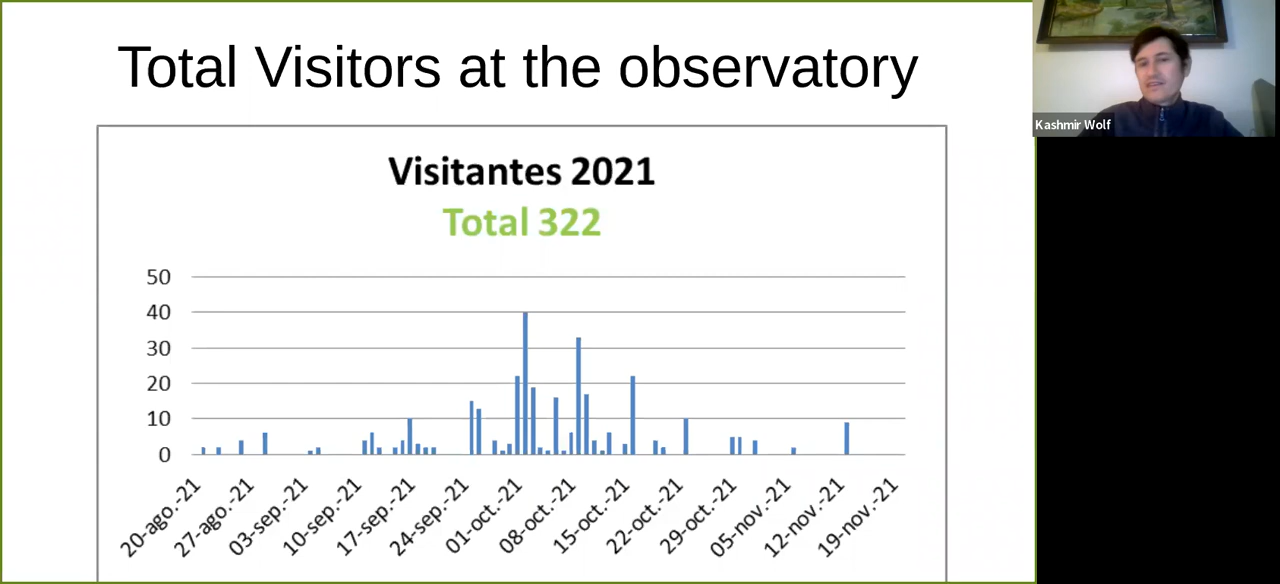 Total Visitors at the observatory
Kashmir Wolf
Visitantes 2021
Total 322
50
40
30
20
10
0
20-ago.-21
27-ago.-21
03-sep.-21
10-sep.-21
17-sep.-21
24-sep.-21
01-oct.-21
08-oct.-21
15-oct.-21
22-oct.-21
29-oct.-21
05-nov.-21
12-nov.-21
19-nov.-21